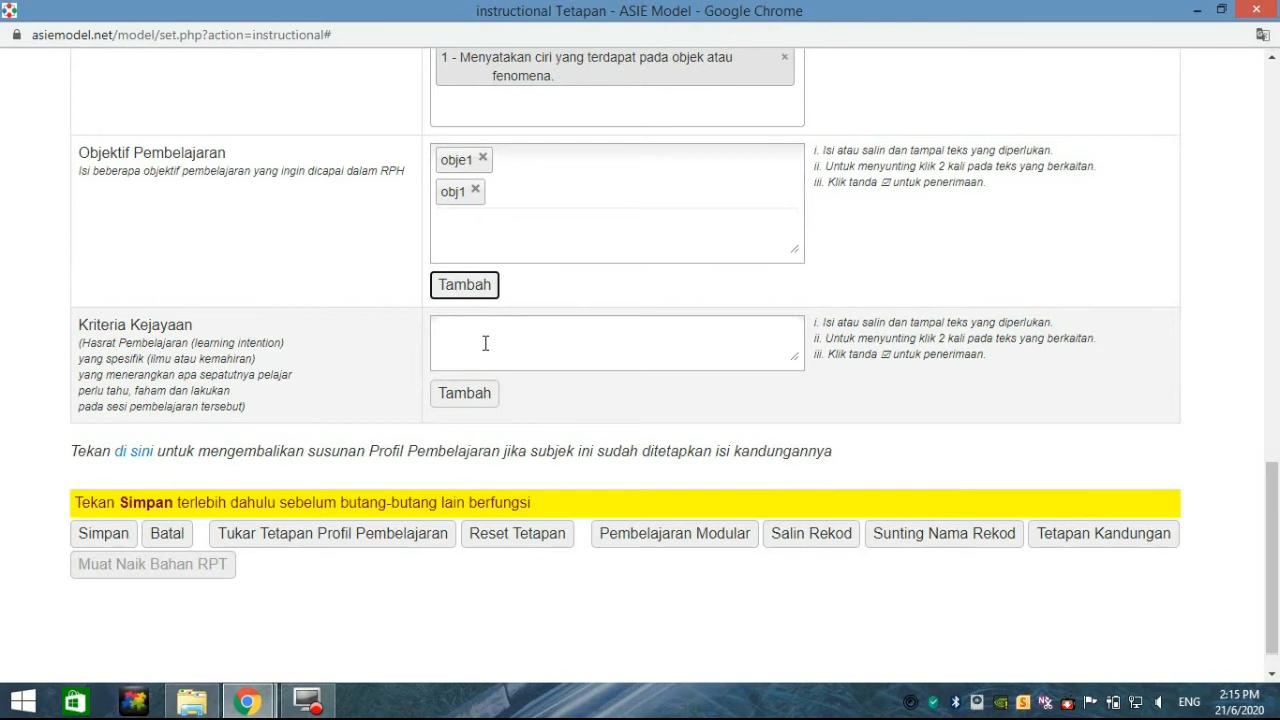 instructional Tetapan - ASIE Model - Google Chrome
asiemodel.net/model/set.php?action=instructional#
1 - Menyatakan ciri yang terdapat pada objek atau
fenomena.
Objektif Pembelajaran
Isi beberapa objektif pembelajaran yang ingin dicapai dalam RPH
obje1
obj1
i. Isi atau salin dan tampal teks yang diperlukan.
ii. Untuk menyunting klik 2 kali pada teks yang berkaitan.
iii. Klik tanda ☑ untuk penerimaan.
Tambah
Kriteria Kejayaan
(Hasrat Pembelajaran (learning intention)
yang spesifik (ilmu atau kemahiran)
yang menerangkan apa sepatutnya pelajar
perlu tahu, faham dan lakukan
pada sesi pembelajaran tersebut)
i. Isi atau salin dan tampal teks yang diperlukan.
ii. Untuk menyunting klik 2 kali pada teks yang berkaitan.
iii. Klik tanda ☑ untuk penerimaan.
Tambah
Tekan di sini untuk mengembalikan susunan Profil Pembelajaran jika subjek ini sudah ditetapkan isi kandungannya
Tekan Simpan terlebih dahulu sebelum butang-butang lain berfungsi
Simpan Batal Tukar Tetapan Profil Pembelajaran Reset Tetapan Pembelajaran Modular Salin Rekod Sunting Nama Rekod Tetapan Kandungan
Muat Naik Bahan RPT
ENG
2:15 PM
21/6/2020